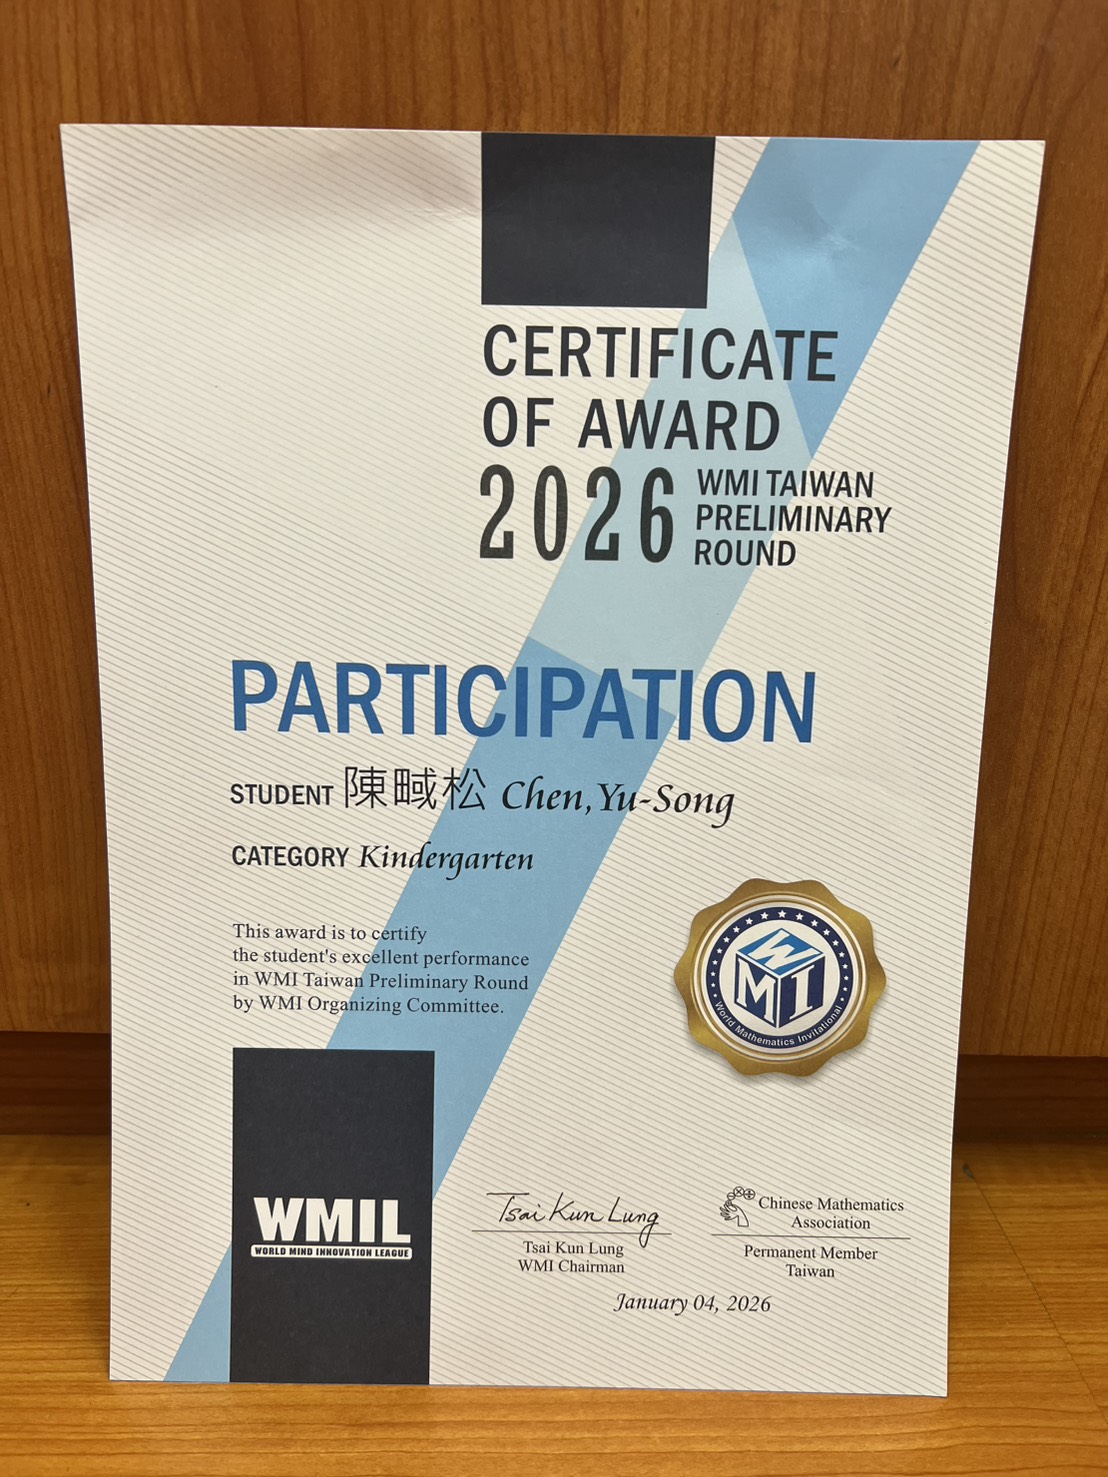 CERTIFICATE
OF AWARD
2026 WMI TAIWAN
PRELIMINARY
ROUND
PARTICIPATION
STUDENT 陳畩松 Chen, Yu-Song
CATEGORY Kindergarten
This award is to certify
the student's excellent performance
in WMI Taiwan Preliminary Round
by WMI Organizing Committee.
W
M I
World Mathematics Invitational
WMIL
WORLD MIND INNOVATION LEAGUE
Tsai Kun Lung
Tsai Kun Lung
WMI Chairman
Chinese Mathematics
Association
Permanent Member
Taiwan
January 04, 2026